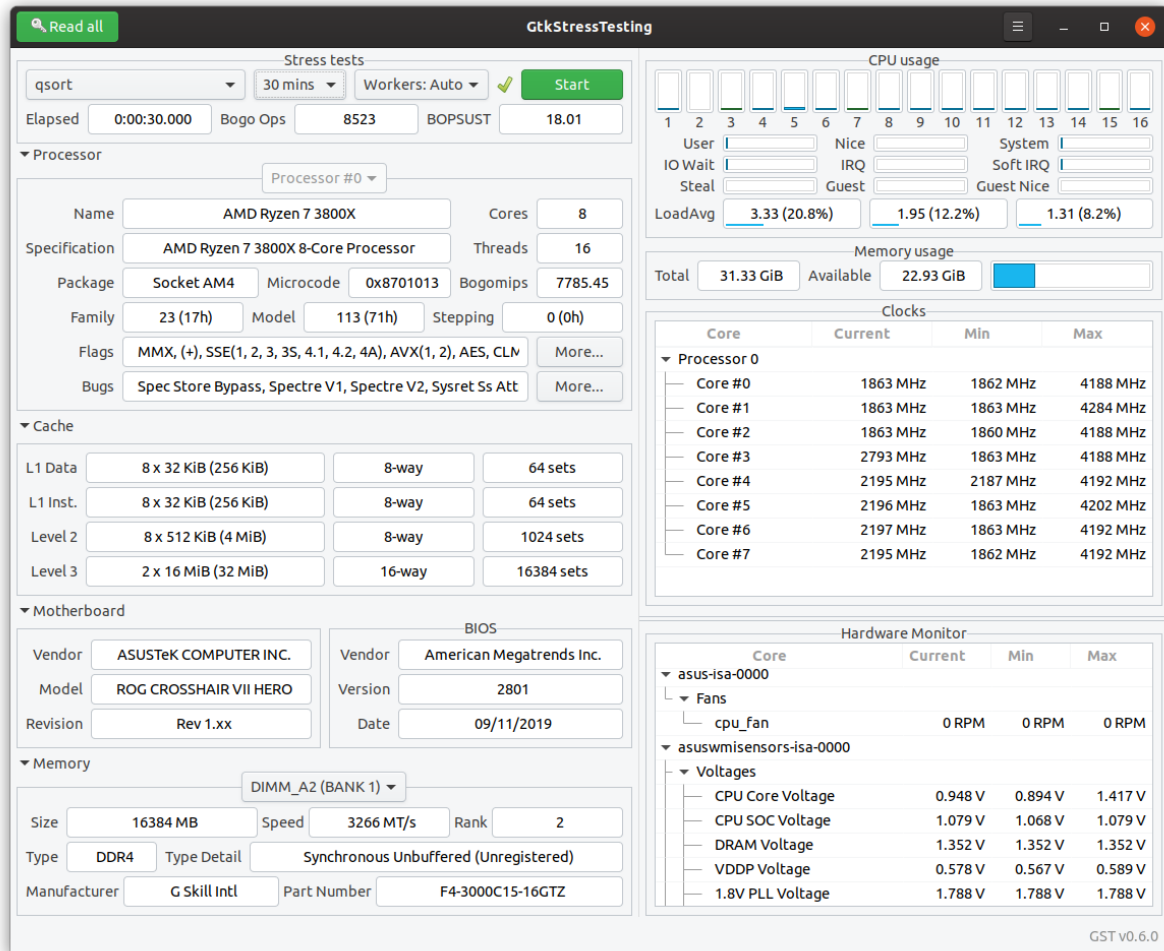 Read all GtkStressTesting
Stress tests
qsort 30 mins Workers: Auto Start
Elapsed 0:00:30.000 Bogo Ops 8523 BOPSUST 18.01
Processor
Processor #0
Name AMD Ryzen 7 3800X Cores 8
Specification AMD Ryzen 7 3800X 8-Core Processor Threads 16
Package Socket AM4 Microcode 0x8701013 Bogomips 7785.45
Family 23 (17h) Model 113 (71h) Stepping 0 (0h)
Flags MMX, (+), SSE(1, 2, 3, 3S, 4.1, 4.2, 4A), AVX(1, 2), AES, CLM More...
Bugs Spec Store Bypass, Spectre V1, Spectre V2, Sysret Ss Att More...
Cache
L1 Data 8 x 32 KiB (256 KiB) 8-way 64 sets
L1 Inst. 8 x 32 KiB (256 KiB) 8-way 64 sets
Level 2 8 x 512 KiB (4 MiB) 8-way 1024 sets
Level 3 2 x 16 MiB (32 MiB) 16-way 16384 sets
Motherboard
Vendor ASUSTeK COMPUTER INC.
Model ROG CROSSHAIR VII HERO
Revision Rev 1.xx
BIOS
Vendor American Megatrends Inc.
Version 2801
Date 09/11/2019
Memory
DIMM_A2 (BANK 1)
Size 16384 MB Speed 3266 MT/s Rank 2
Type DDR4 Type Detail Synchronous Unbuffered (Unregistered)
Manufacturer G Skill Intl Part Number F4-3000C15-16GTZ
CPU usage
1 2 3 4 5 6 7 8 9 10 11 12 13 14 15 16
User Nice System
IO Wait IRQ Soft IRQ
Steal Guest Guest Nice
LoadAvg 3.33 (20.8%) 1.95 (12.2%) 1.31 (8.2%)
Memory usage
Total 31.33 GiB Available 22.93 GiB
Clocks
Core Current Min Max
Processor 0
Core #0 1863 MHz 1862 MHz 4188 MHz
Core #1 1863 MHz 1863 MHz 4284 MHz
Core #2 1863 MHz 1860 MHz 4188 MHz
Core #3 2793 MHz 1863 MHz 4188 MHz
Core #4 2195 MHz 2187 MHz 4192 MHz
Core #5 2196 MHz 1863 MHz 4202 MHz
Core #6 2197 MHz 1863 MHz 4192 MHz
Core #7 2195 MHz 1862 MHz 4192 MHz
Hardware Monitor
Core Current Min Max
asus-isa-0000
Fans
cpu_fan 0 RPM 0 RPM 0 RPM
asuswmisensors-isa-0000
Voltages
CPU Core Voltage 0.948 V 0.894 V 1.417 V
CPU SOC Voltage 1.079 V 1.068 V 1.079 V
DRAM Voltage 1.352 V 1.352 V 1.352 V
VDDP Voltage 0.578 V 0.567 V 0.589 V
1.8V PLL Voltage 1.788 V 1.788 V 1.788 V
GST v0.6.0